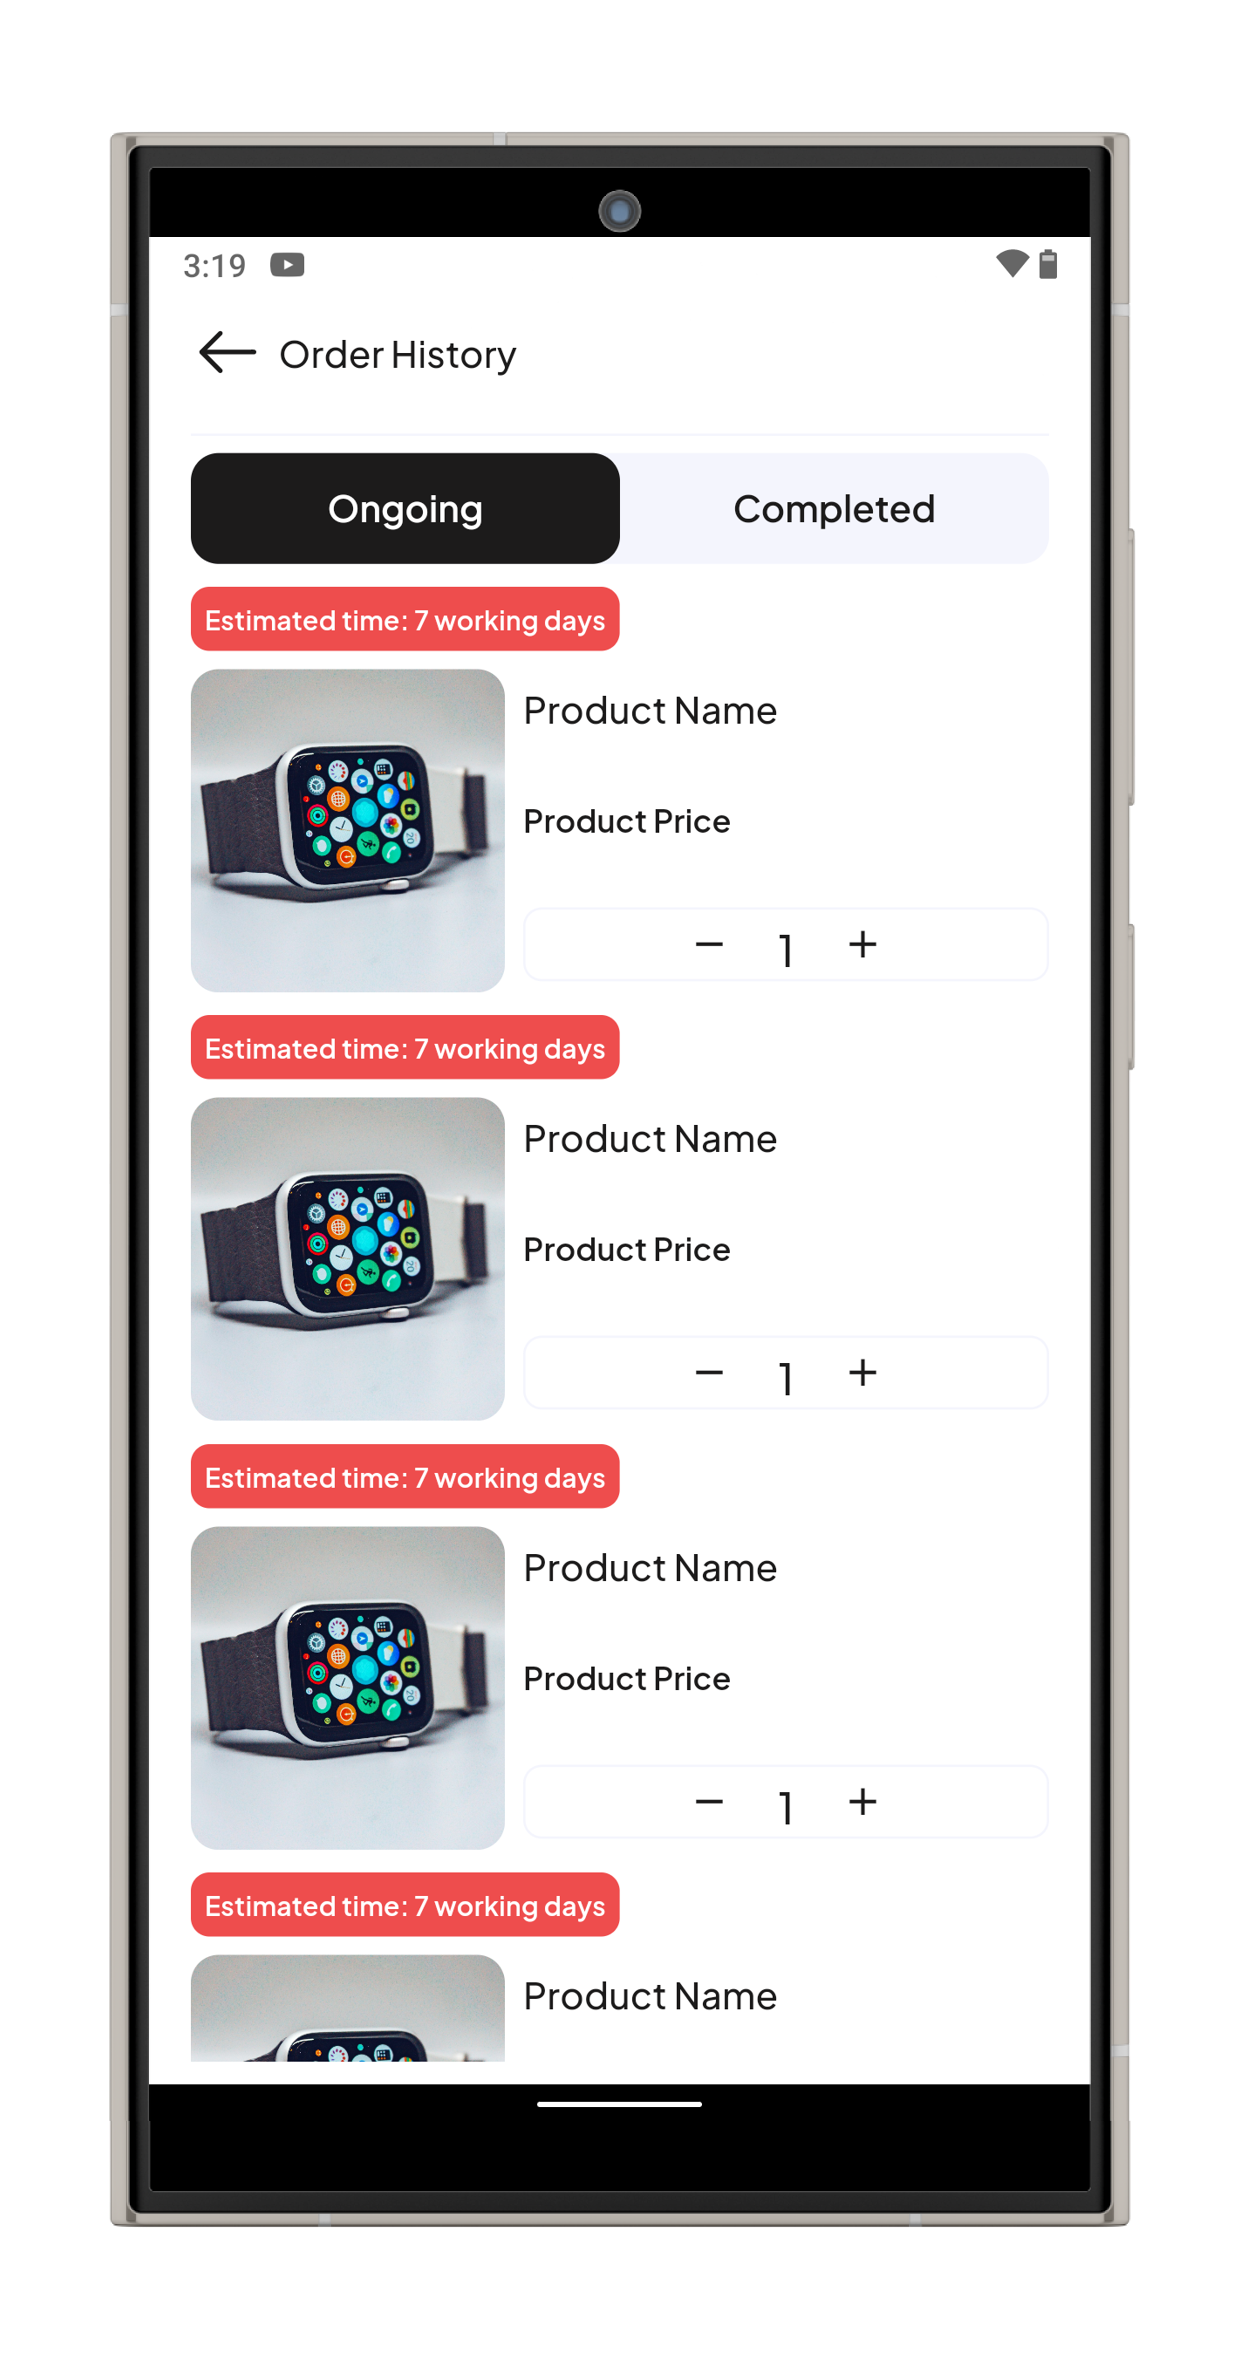 3:19
Order History
Ongoing Completed
Estimated time: 7 working days
Product Name
Product Price
− 1 +
Estimated time: 7 working days
Product Name
Product Price
− 1 +
Estimated time: 7 working days
Product Name
Product Price
− 1 +
Estimated time: 7 working days
Product Name